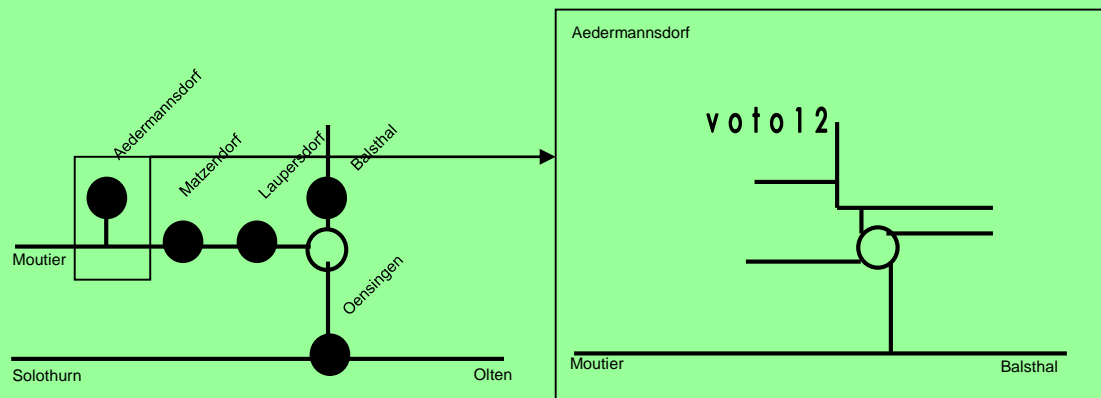 Aedermannsdorf
Matzendorf
Laupersdorf
Balsthal
Moutier
Oensingen
Solothurn
Olten
Aedermannsdorf
voto12
Moutier
Balsthal